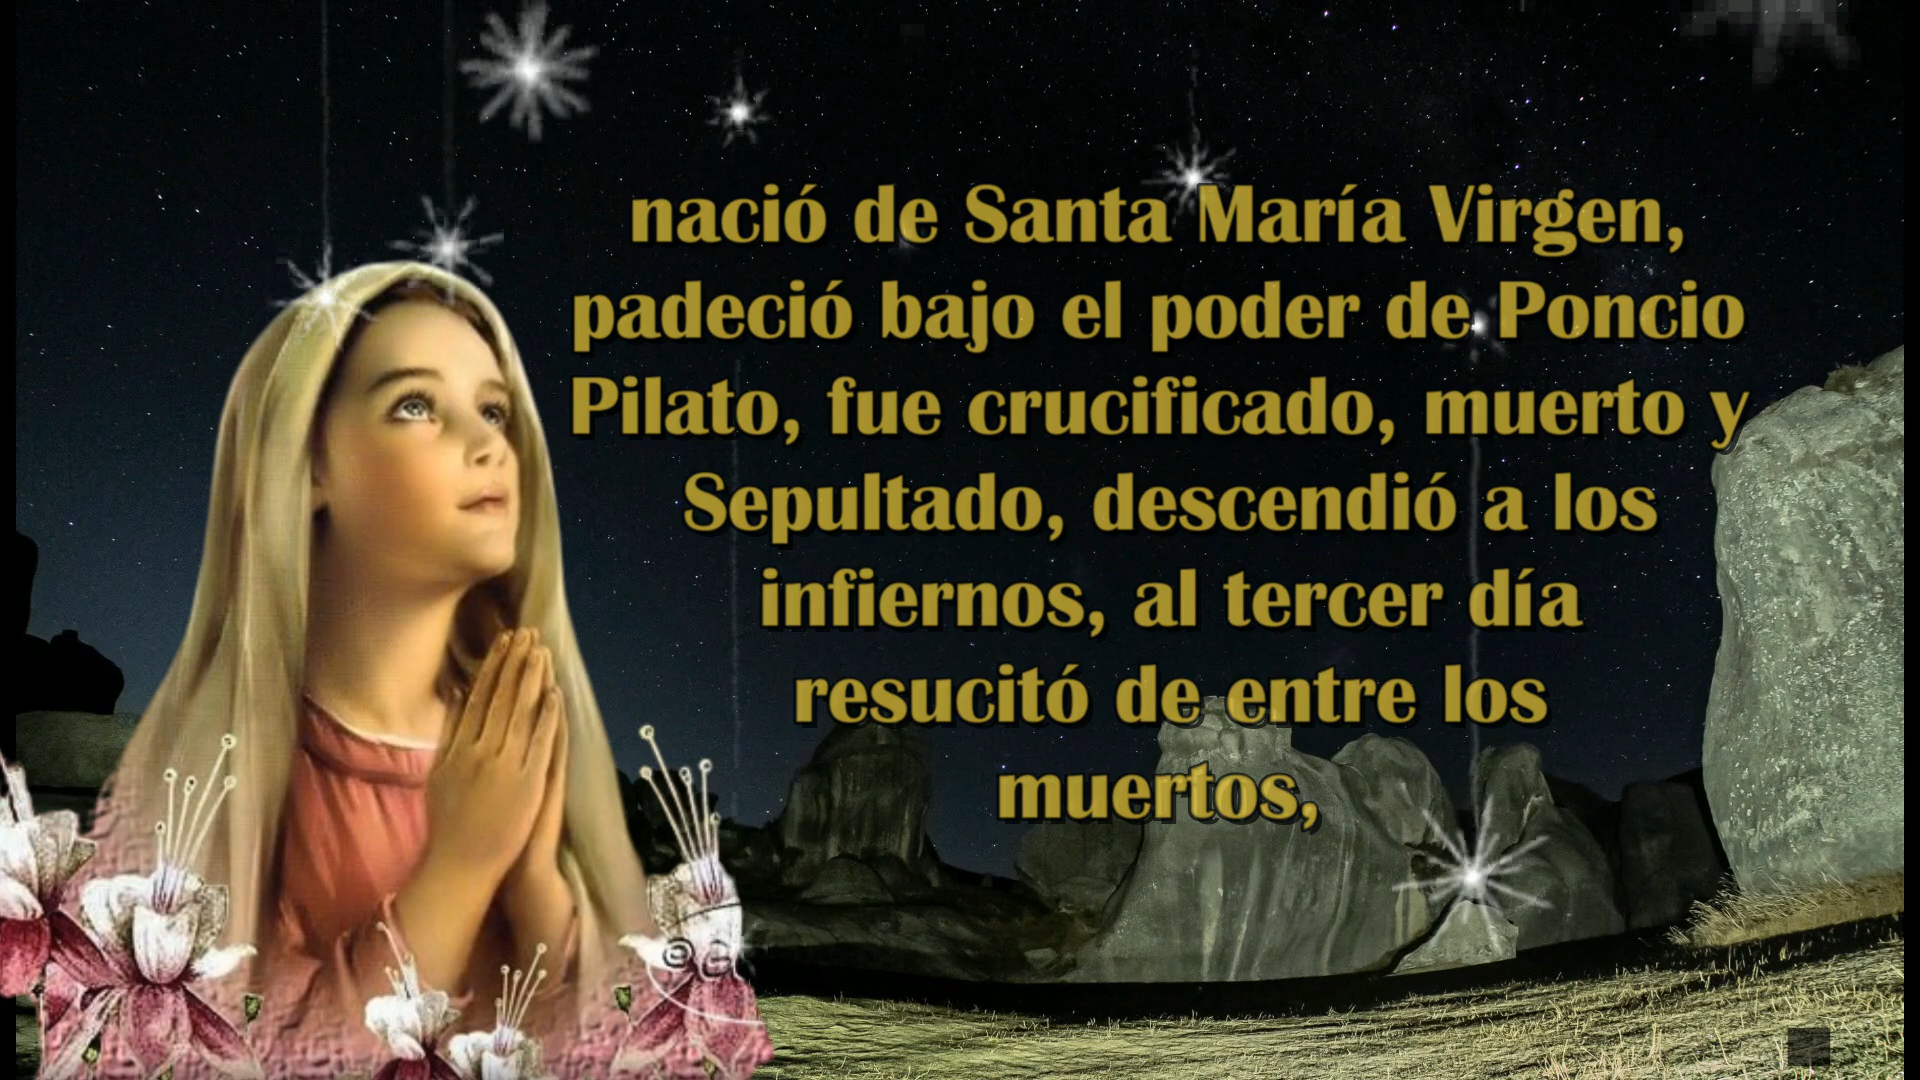 nació de Santa María Virgen,
padeció bajo el poder de Poncio
Pilato, fue crucificado, muerto y
Sepultado, descendió a los
infiernos, al tercer día
resucitó de entre los
muertos,